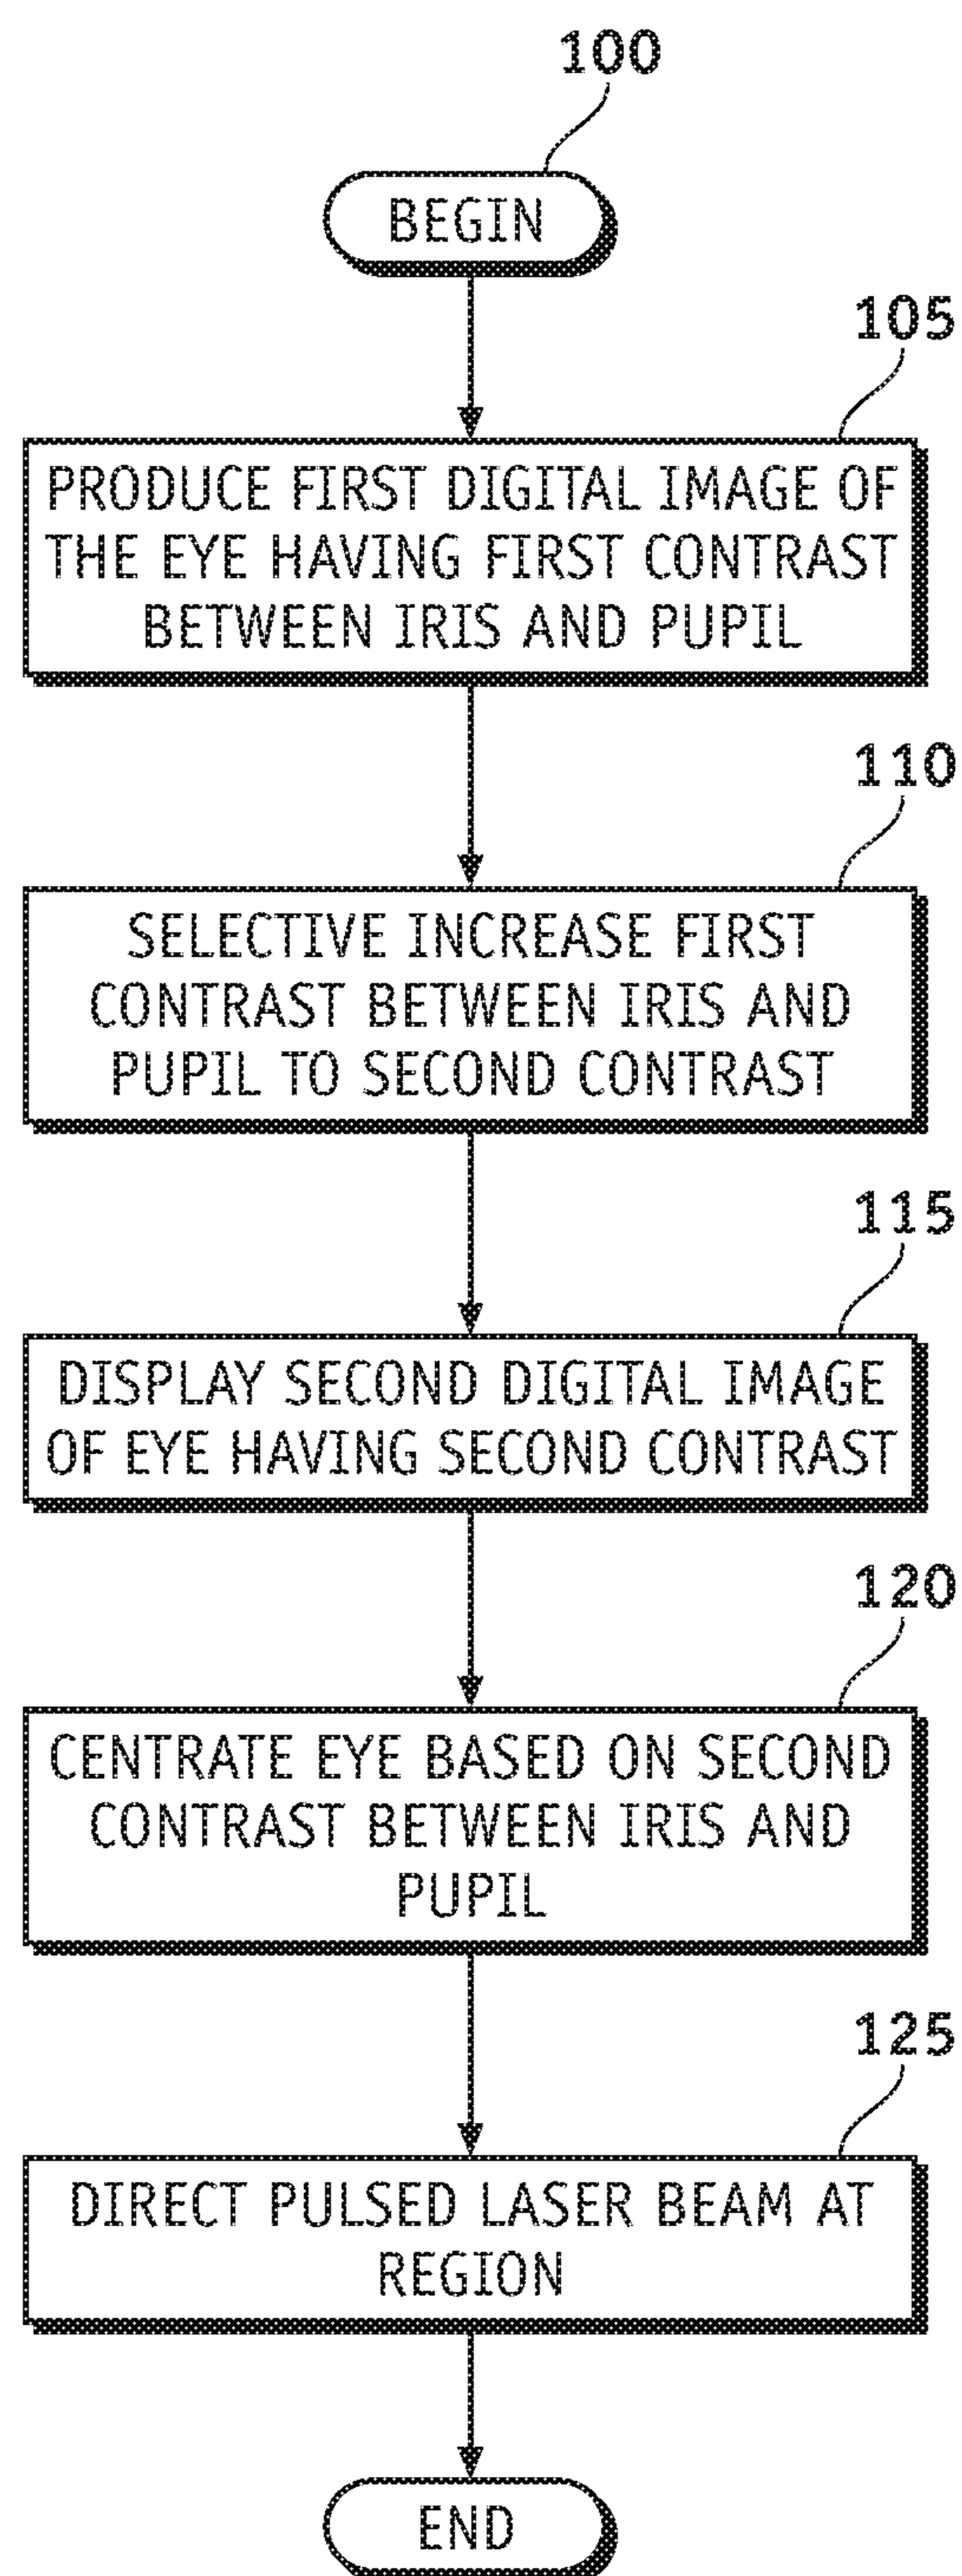 100
BEGIN
105
PRODUCE FIRST DIGITAL IMAGE OF
THE EYE HAVING FIRST CONTRAST
BETWEEN IRIS AND PUPIL
110
SELECTIVE INCREASE FIRST
CONTRAST BETWEEN IRIS AND
PUPIL TO SECOND CONTRAST
115
DISPLAY SECOND DIGITAL IMAGE
OF EYE HAVING SECOND CONTRAST
120
CENTRATE EYE BASED ON SECOND
CONTRAST BETWEEN IRIS AND
PUPIL
125
DIRECT PULSED LASER BEAM AT
REGION
END